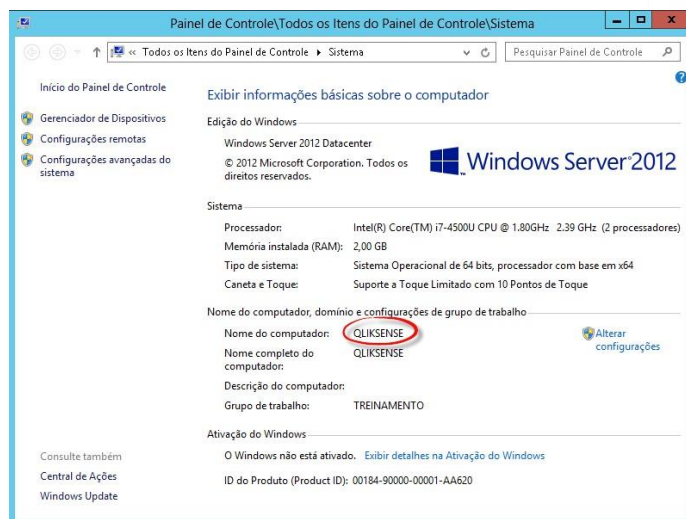 Painel de Controle\Todos os Itens do Painel de Controle\Sistema
« Todos os Itens do Painel de Controle Sistema
Pesquisar Painel de Controle
Início do Painel de Controle
Gerenciador de Dispositivos
Configurações remotas
Configurações avançadas do
sistema
Exibir informações básicas sobre o computador
Edição do Windows
Windows Server 2012 Datacenter
© 2012 Microsoft Corporation. Todos os
direitos reservados.
Windows Server 2012
Sistema
Processador: Intel(R) Core(TM) i7-4500U CPU @ 1.80GHz 2.39 GHz (2 processadores)
Memória instalada (RAM): 2,00 GB
Tipo de sistema: Sistema Operacional de 64 bits, processador com base em x64
Caneta e Toque: Suporte a Toque Limitado com 10 Pontos de Toque
Nome do computador, domínio e configurações de grupo de trabalho
Nome do computador: QLIKSENSE
Alterar
configurações
Nome completo do
computador:
QLIKSENSE
Descrição do computador:
Grupo de trabalho: TREINAMENTO
Ativação do Windows
O Windows não está ativado. Exibir detalhes na Ativação do Windows
ID do Produto (Product ID): 00184-90000-00001-AA620
Consulte também
Central de Ações
Windows Update